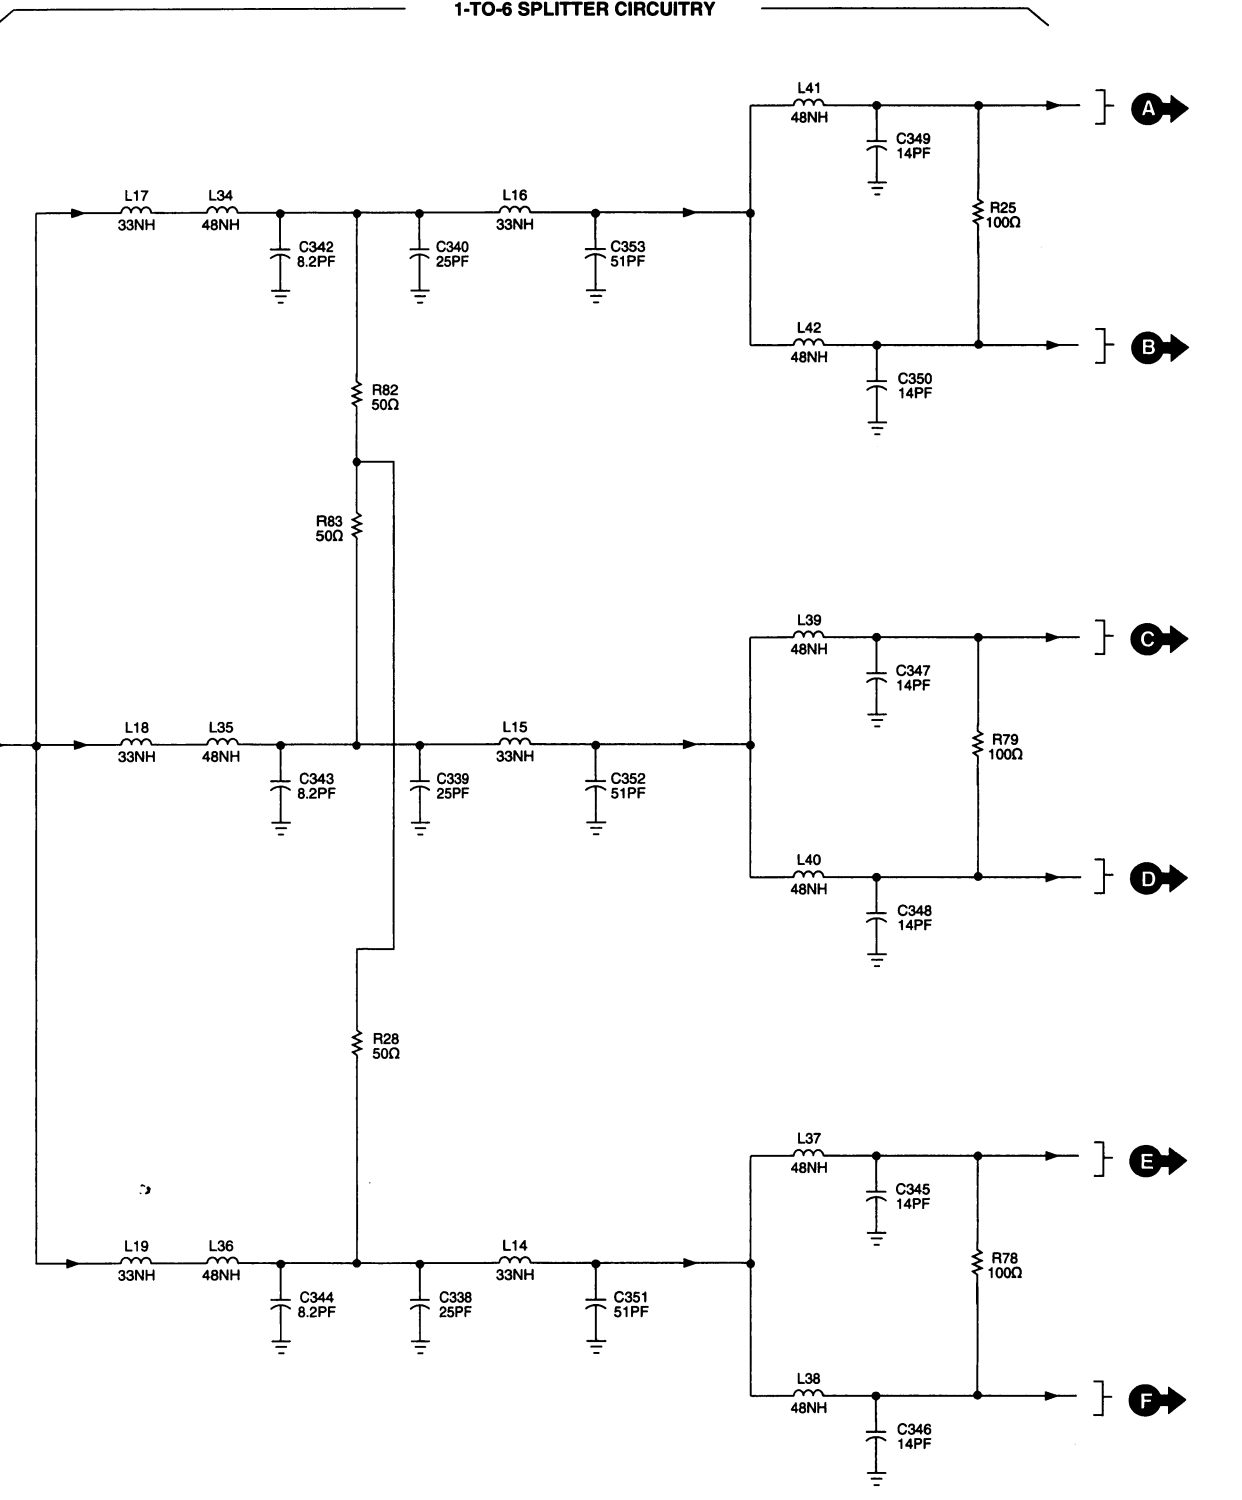 1-TO-6 SPLITTER CIRCUITRY
L41
48NH
C349
14PF
A
R25
100Ω
L17
33NH
L34
48NH
C342
8.2PF
C340
25PF
L16
33NH
C353
51PF
L42
48NH
C350
14PF
B
R82
50Ω
R83
50Ω
L39
48NH
C347
14PF
C
R79
100Ω
L18
33NH
L35
48NH
C343
8.2PF
C339
25PF
L15
33NH
C352
51PF
L40
48NH
C348
14PF
D
R28
50Ω
L37
48NH
C345
14PF
E
R78
100Ω
L19
33NH
L36
48NH
C344
8.2PF
C338
25PF
L14
33NH
C351
51PF
L38
48NH
C346
14PF
F